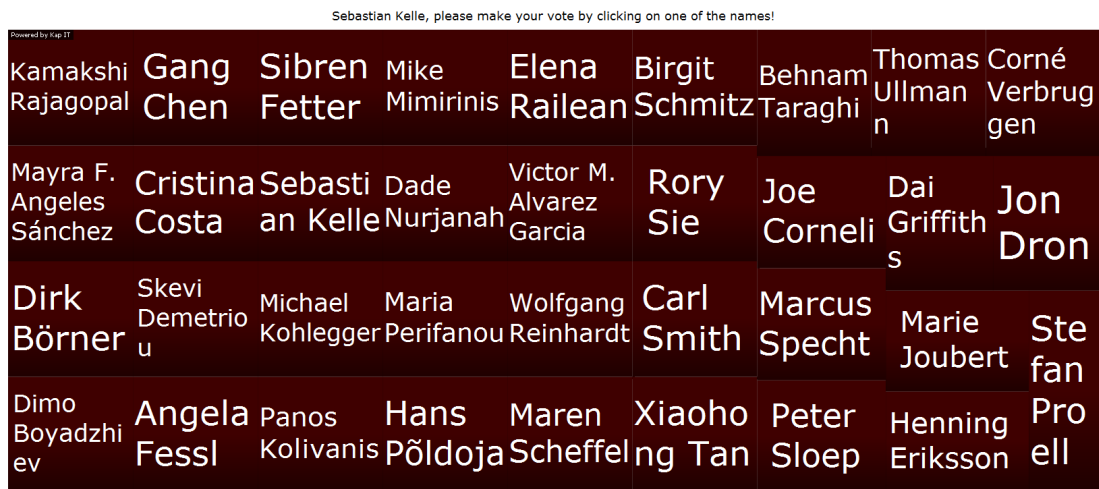 Sebastian Kelle, please make your vote by clicking on one of the names!
Powered by Kap IT
Kamakshi
Rajagopal
Gang
Chen
Sibren
Fetter
Mike
Mimirinis
Elena
Railean
Birgit
Schmitz
Behnam
Taraghi
Thomas
Ullman
n
Corné
Verbrug
gen
Mayra F.
Angeles
Sánchez
Cristina
Costa
Sebasti
an Kelle
Dade
Nurjanah
Victor M.
Alvarez
Garcia
Rory
Sie
Joe
Corneli
Dai
Griffith
s
Jon
Dron
Dirk
Börner
Skevi
Demetrio
u
Michael
Kohlegger
Maria
Perifanou
Wolfgang
Reinhardt
Carl
Smith
Marcus
Specht
Marie
Joubert
Ste
fan
Pro
ell
Dimo
Boyadzhi
ev
Angela
Fessl
Panos
Kolivanis
Hans
Põldoja
Maren
Scheffel
Xiaoho
ng Tan
Peter
Sloep
Henning
Eriksson